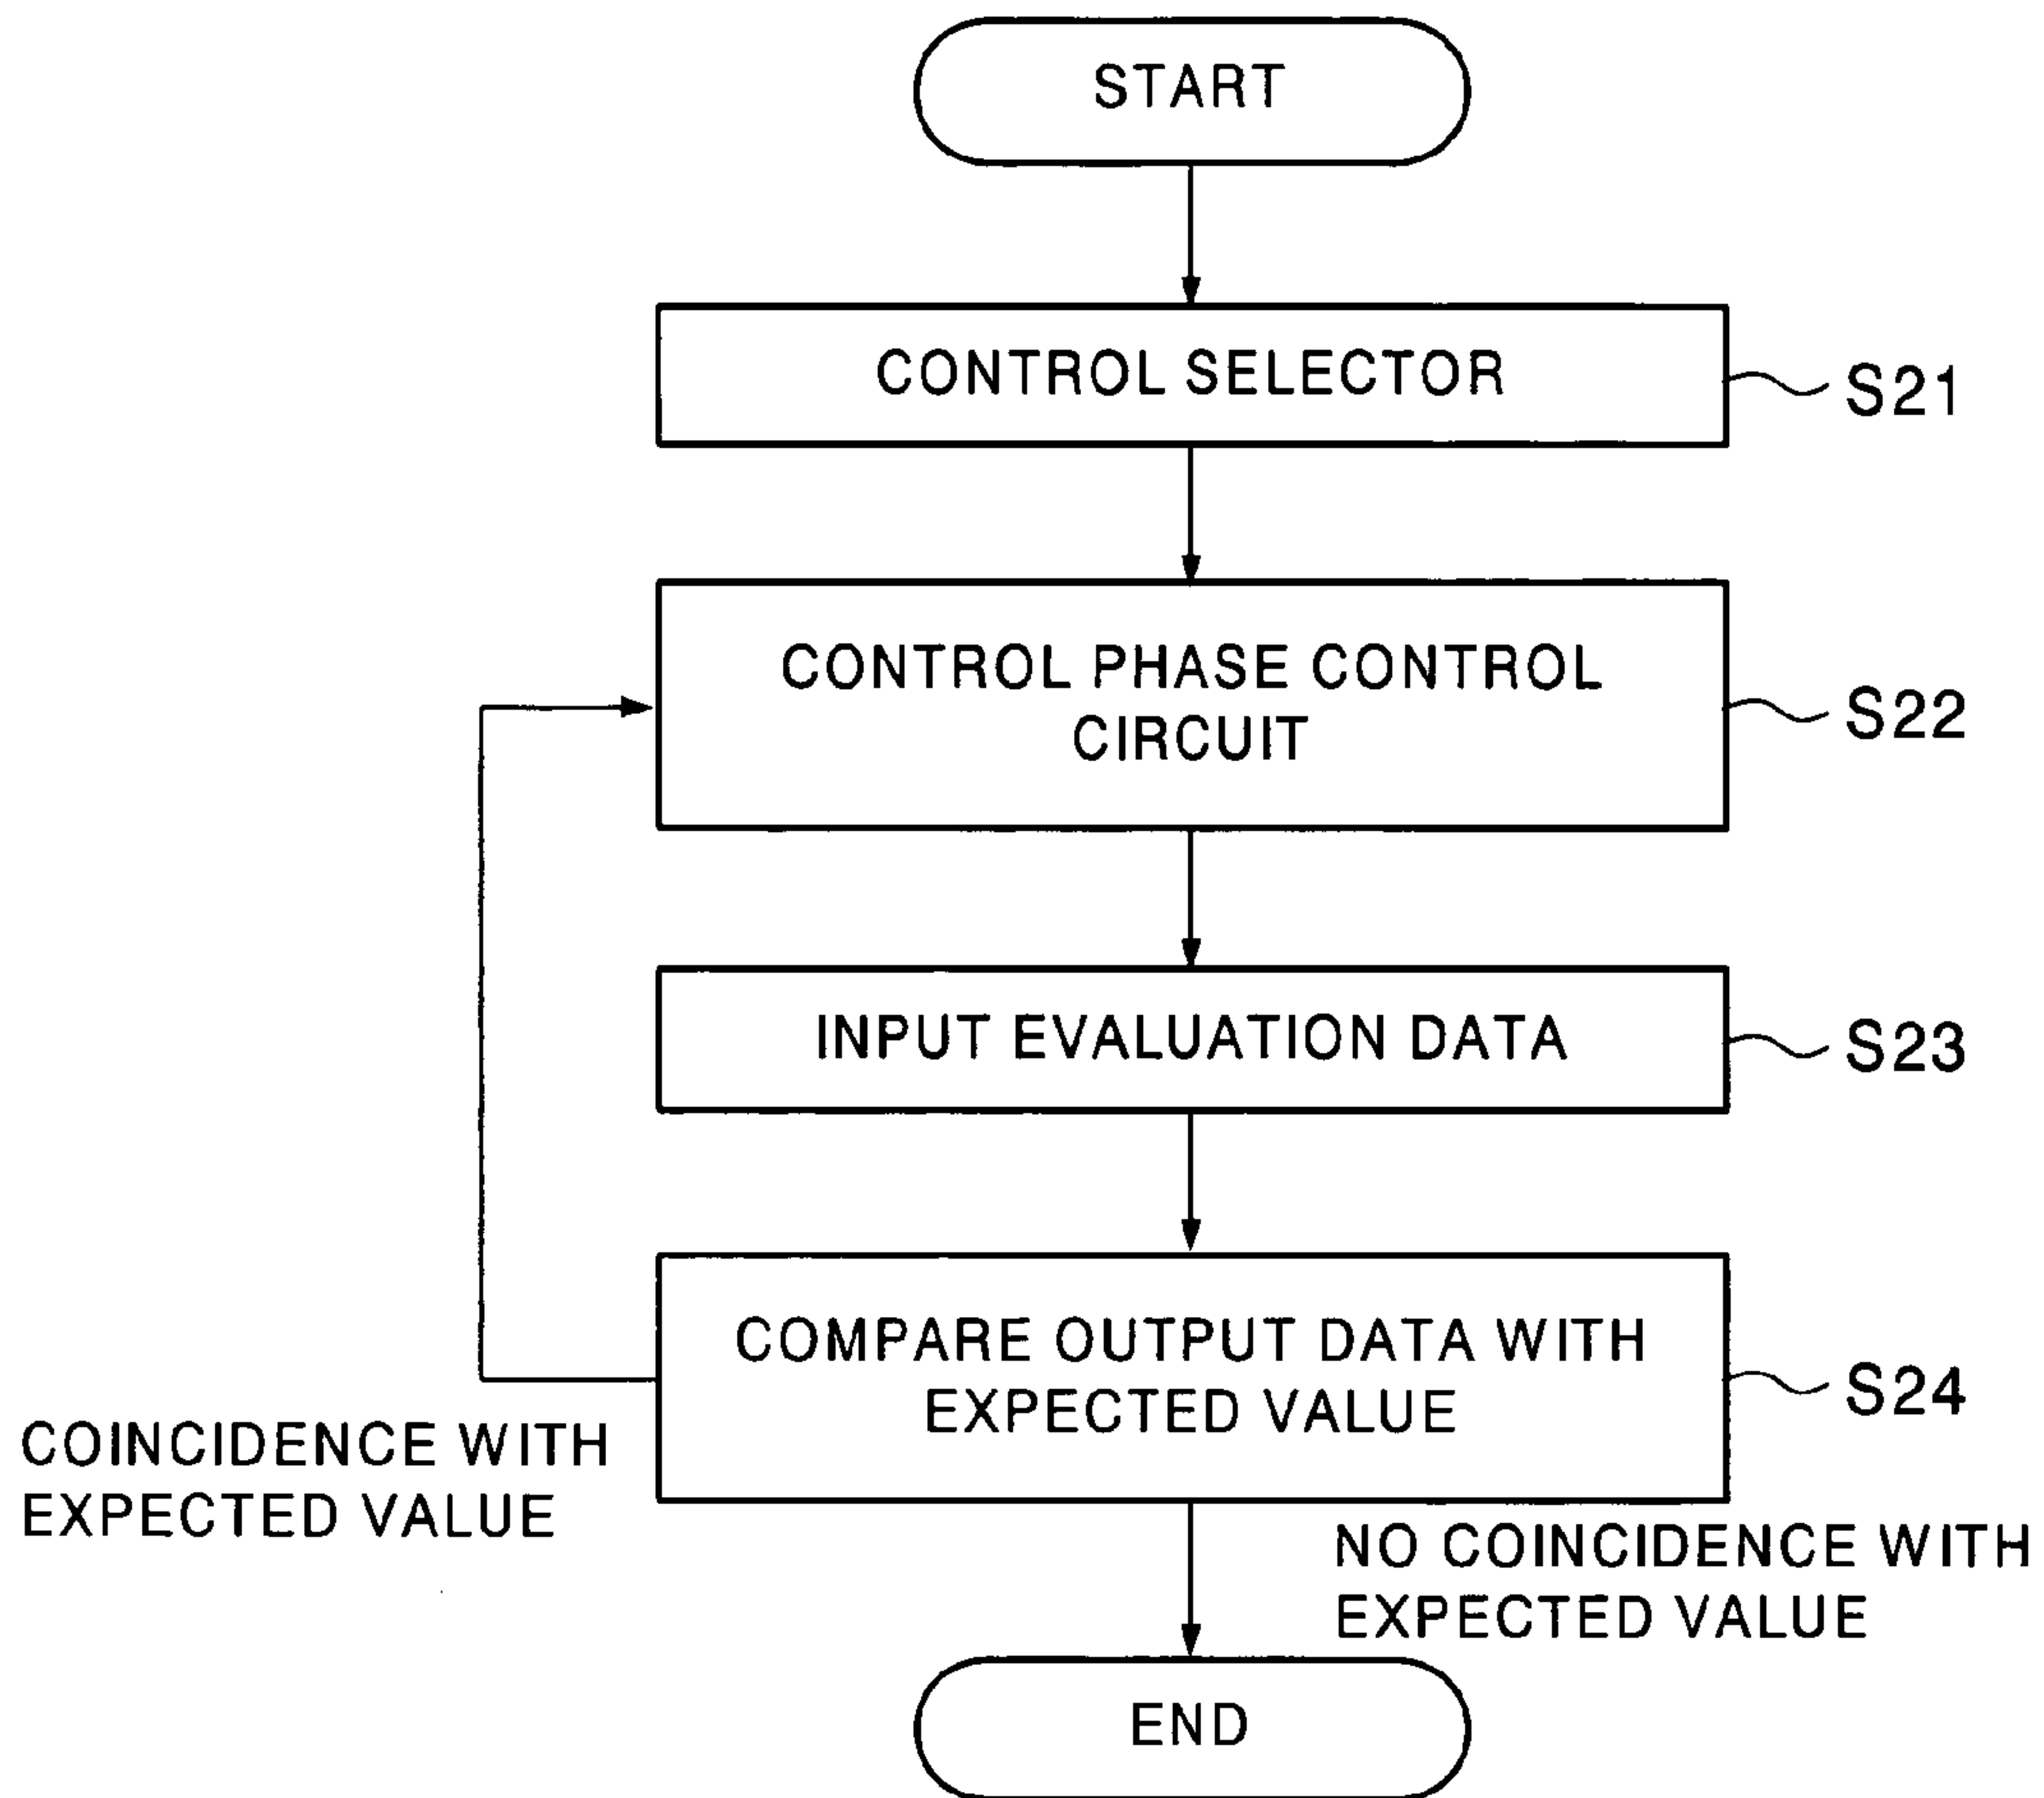 START
CONTROL SELECTOR
S21
CONTROL PHASE CONTROL
CIRCUIT
S22
INPUT EVALUATION DATA
S23
COMPARE OUTPUT DATA WITH
EXPECTED VALUE
S24
COINCIDENCE WITH
EXPECTED VALUE
NO COINCIDENCE WITH
EXPECTED VALUE
END